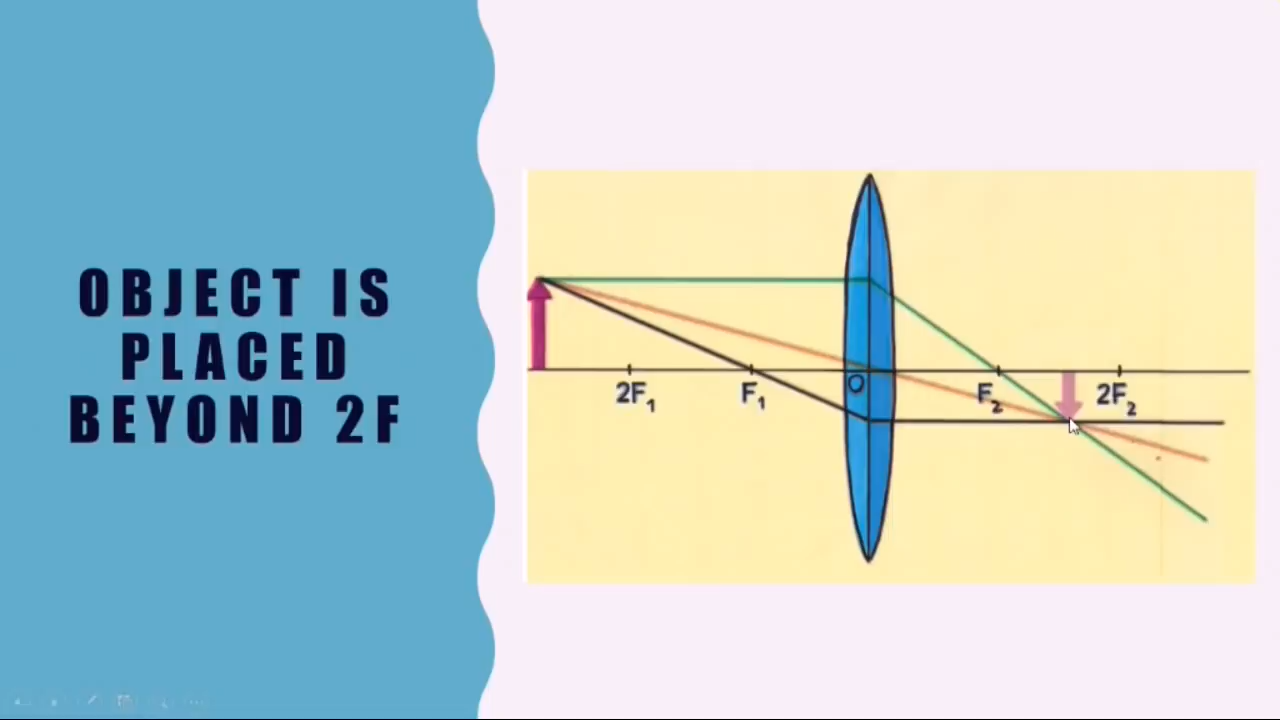 OBJECT IS
PLACED
BEYOND 2F
2F₁ F₁ O F₂ 2F₂